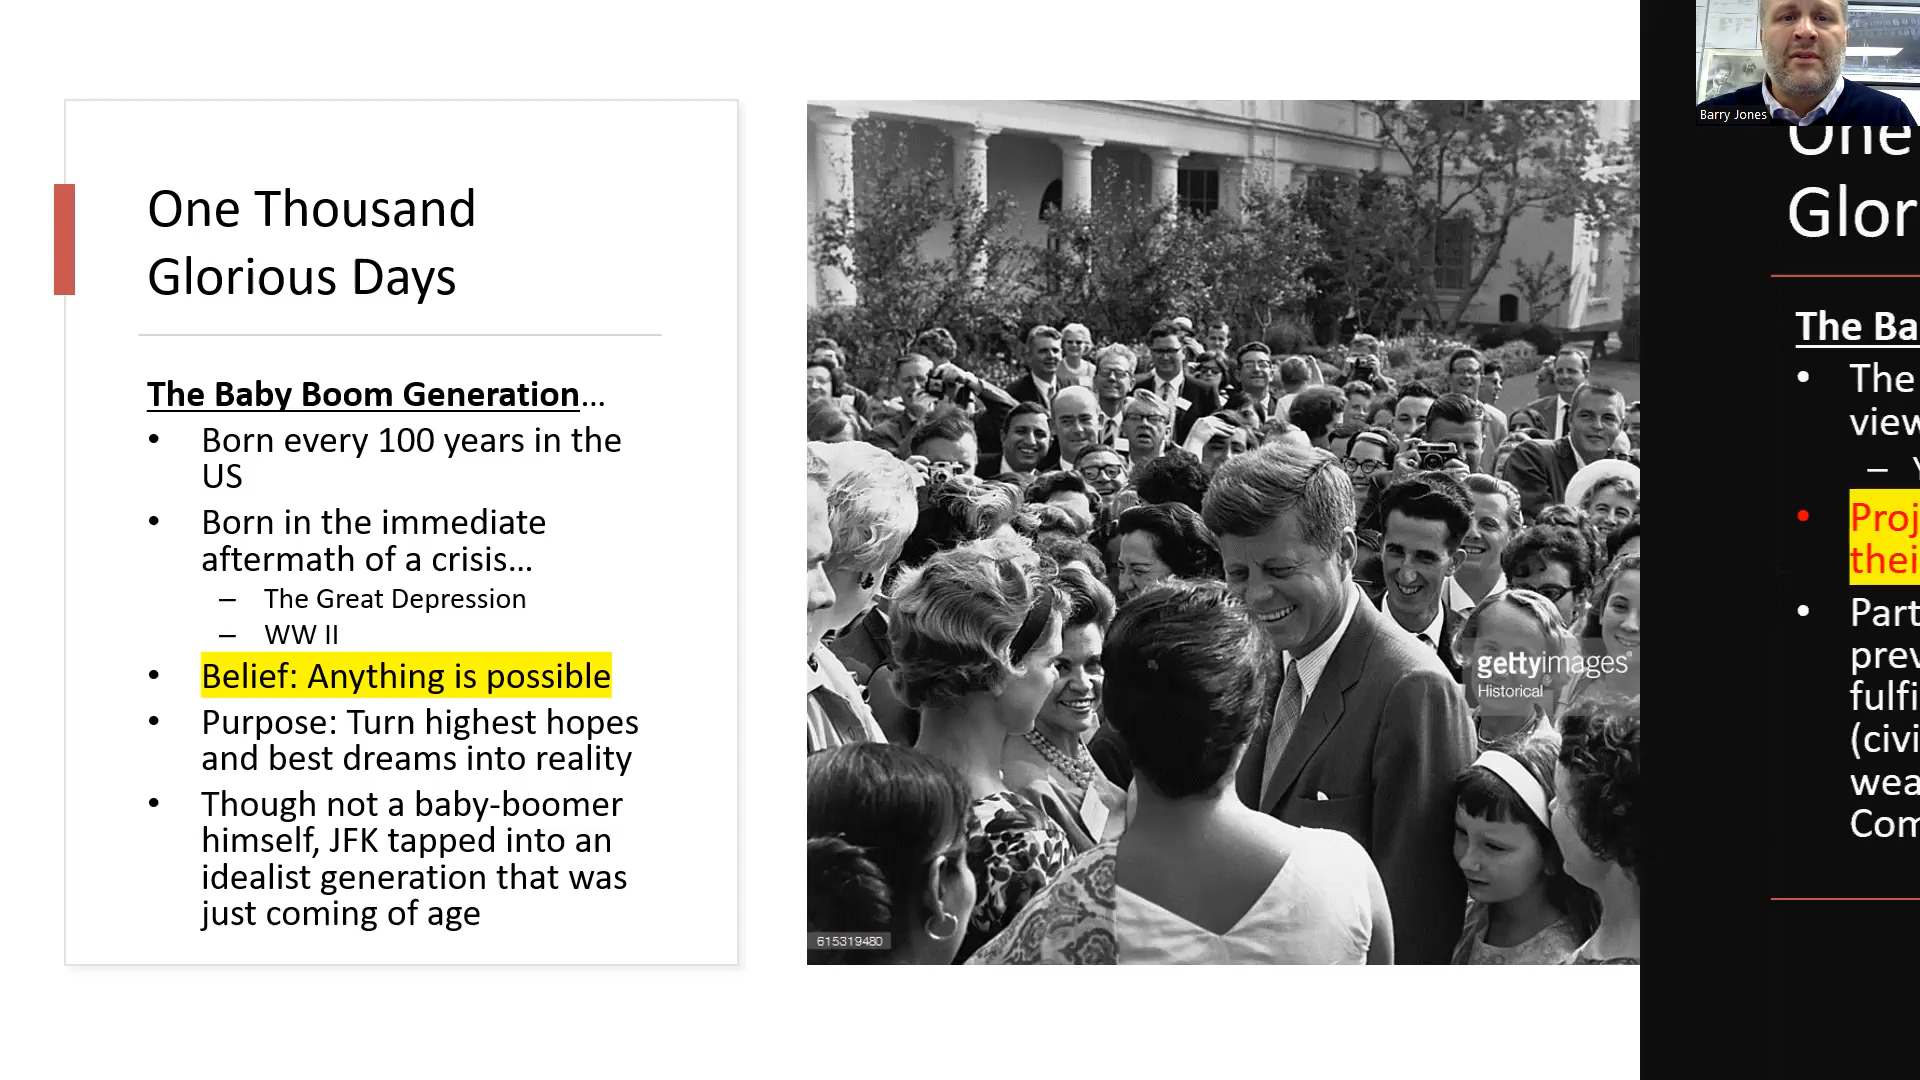 One Thousand
Glorious Days
The Baby Boom Generation...
• Born every 100 years in the
US
• Born in the immediate
aftermath of a crisis...
– The Great Depression
– WW II
• Belief: Anything is possible
• Purpose: Turn highest hopes
and best dreams into reality
• Though not a baby-boomer
himself, JFK tapped into an
idealist generation that was
just coming of age
gettyimages®
Historical
615319480
Barry Jones
One
Glor
The Ba
• The
view
–
• Proj
thei
• Part
prev
fulfi
(civi
wea
Com